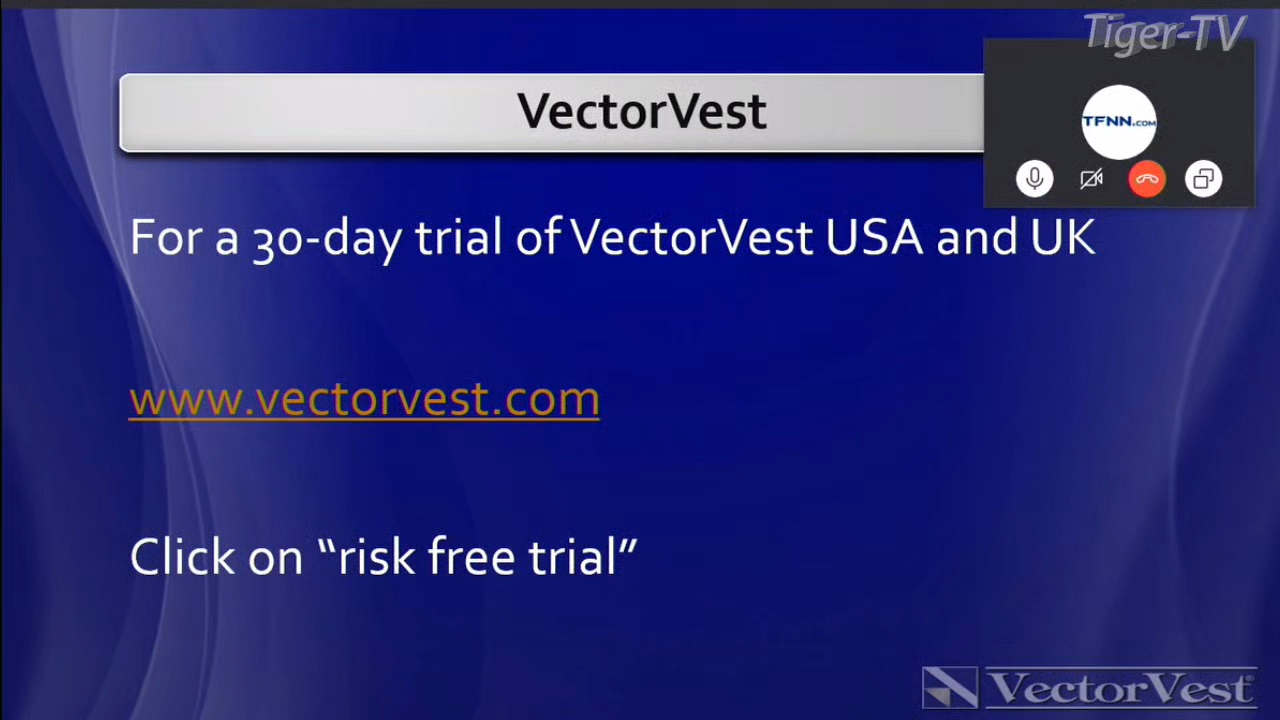 Tiger-TV
VectorVest
TFNN.COM
For a 30-day trial of VectorVest USA and UK
www.vectorvest.com
Click on “risk free trial”
VectorVest®